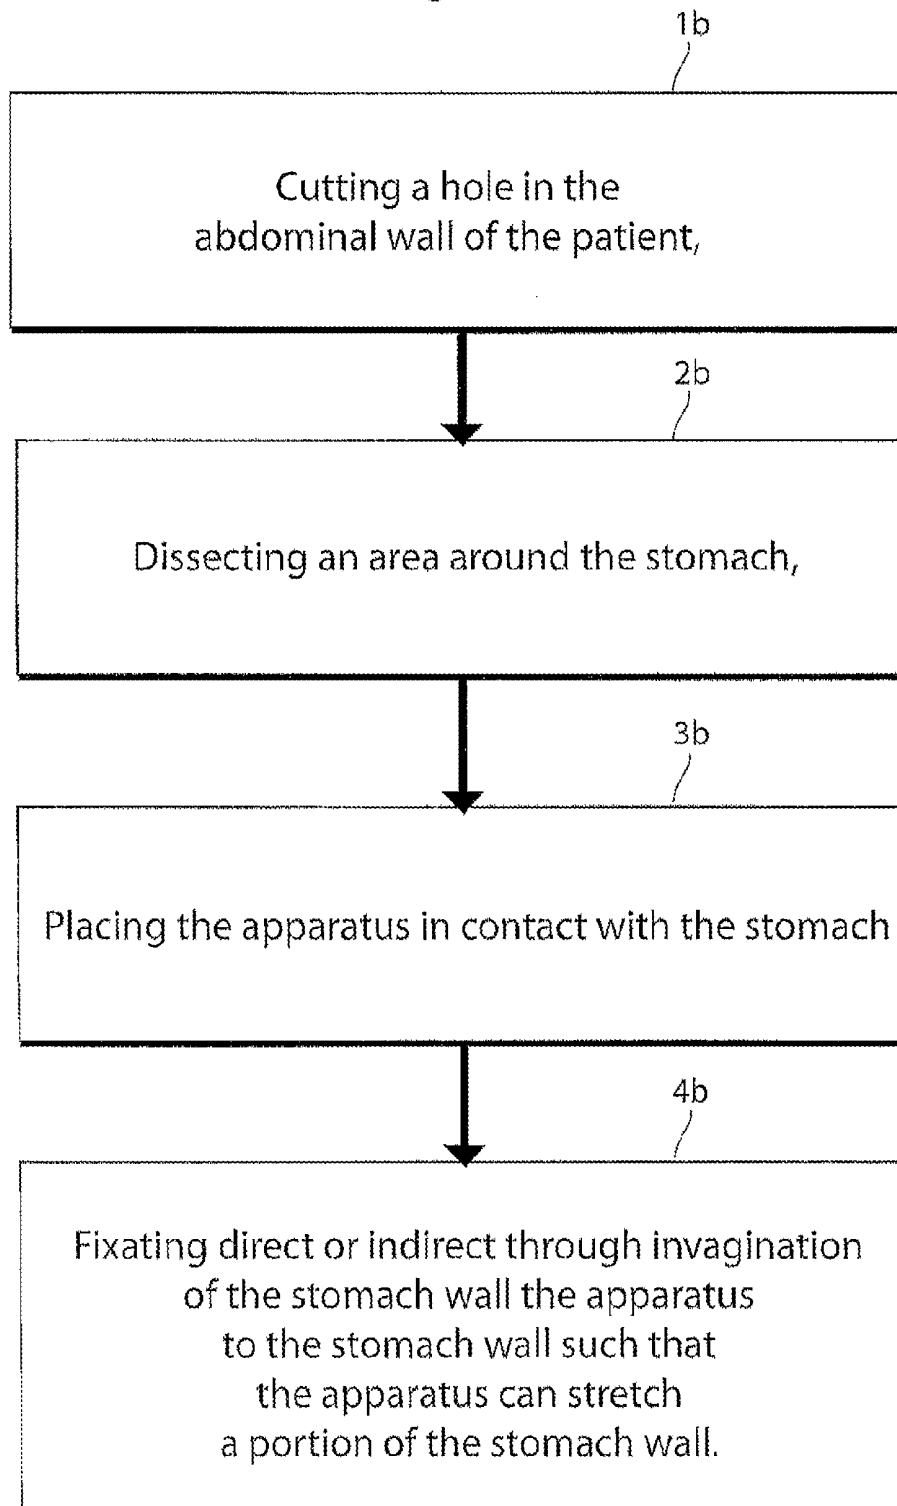 1b
Cutting a hole in the
abdominal wall of the patient,
2b
Dissecting an area around the stomach,
3b
Placing the apparatus in contact with the stomach
4b
Fixating direct or indirect through invagination
of the stomach wall the apparatus
to the stomach wall such that
the apparatus can stretch
a portion of the stomach wall.